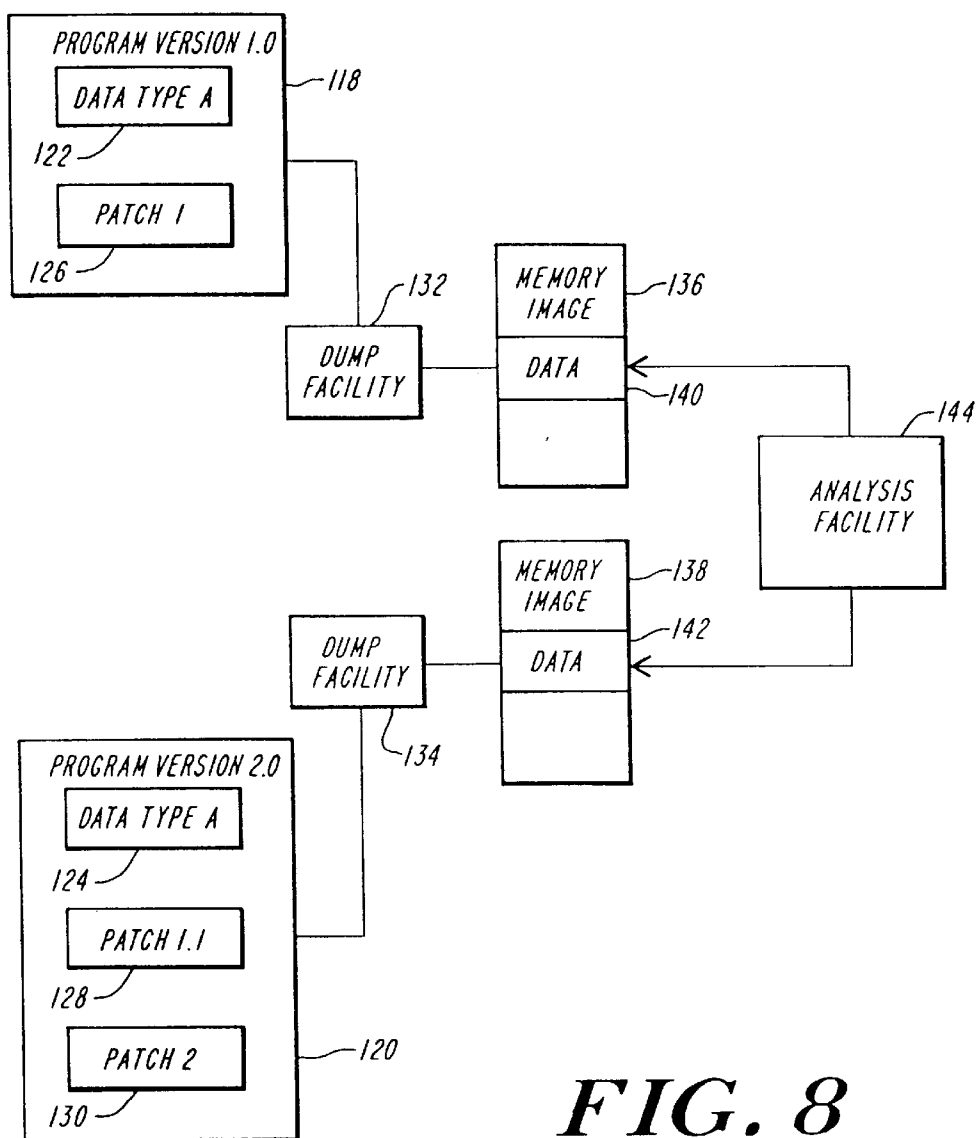 PROGRAM VERSION 1.0
118
DATA TYPE A
122
PATCH 1
126
132
DUMP
FACILITY
MEMORY
IMAGE
136
DATA
140
144
ANALYSIS
FACILITY
MEMORY
IMAGE
138
142
DATA
DUMP
FACILITY
134
PROGRAM VERSION 2.0
DATA TYPE A
124
PATCH 1.1
128
PATCH 2
120
130
FIG. 8